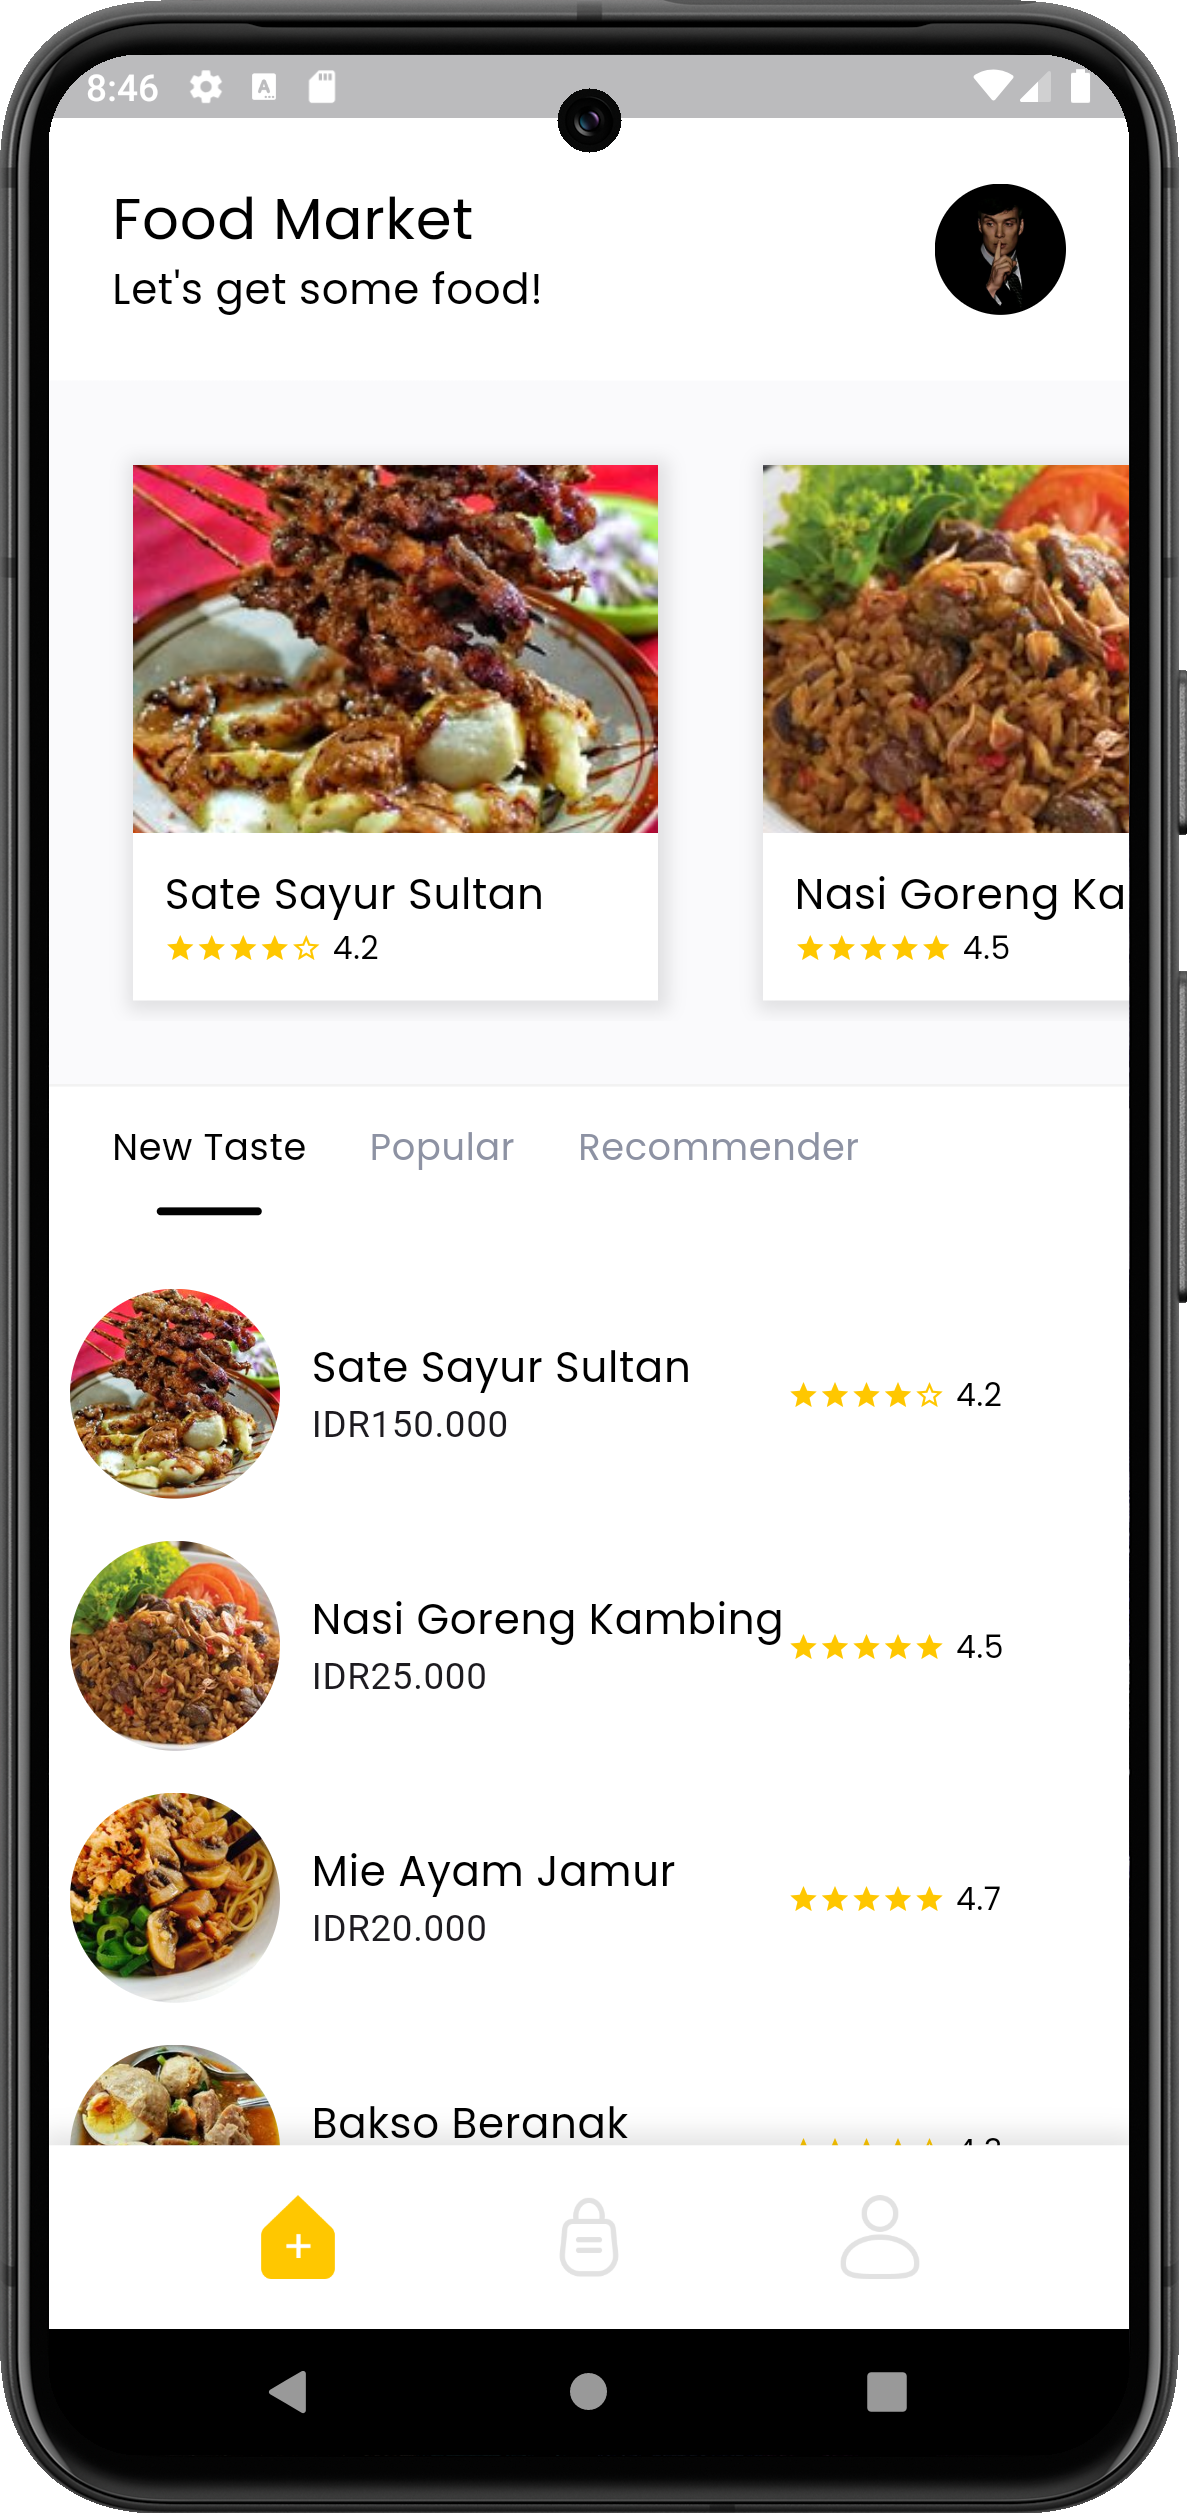 8:46
Food Market
Let's get some food!
Sate Sayur Sultan
4.2
Nasi Goreng Ka
4.5
New Taste Popular Recommender
Sate Sayur Sultan
IDR150.000
4.2
Nasi Goreng Kambing
IDR25.000
4.5
Mie Ayam Jamur
IDR20.000
4.7
Bakso Beranak